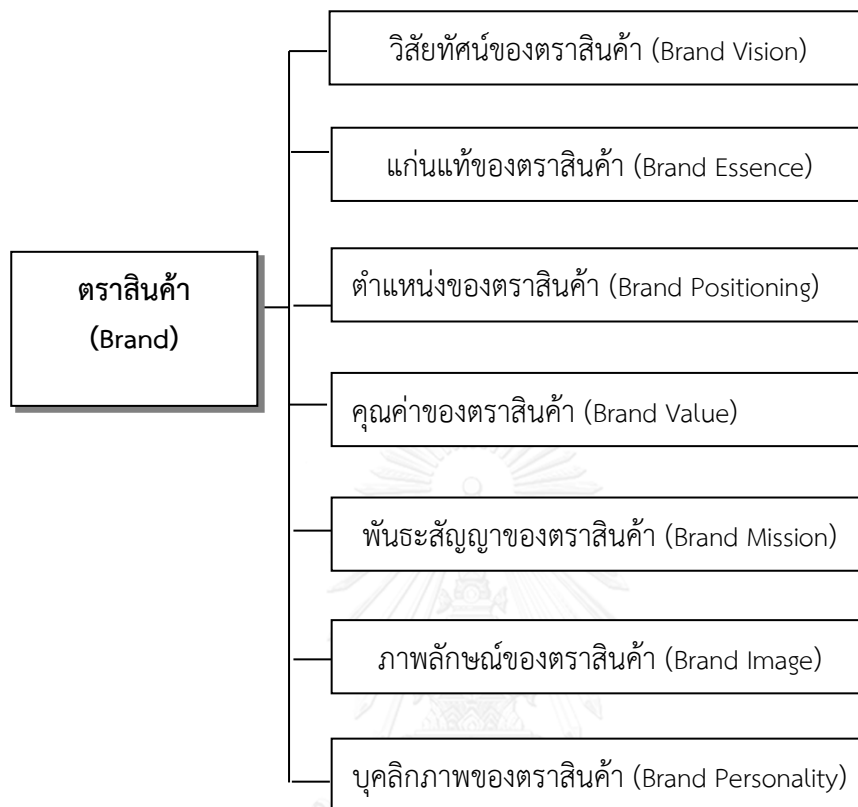 วิสัยทัศน์ของตราสินค้า (Brand Vision)
แก่นแท้ของตราสินค้า (Brand Essence)
ตราสินค้า
(Brand)
ตำแหน่งของตราสินค้า (Brand Positioning)
คุณค่าของตราสินค้า (Brand Value)
พันธะสัญญาของตราสินค้า (Brand Mission)
ภาพลักษณ์ของตราสินค้า (Brand Image)
บุคลิกภาพของตราสินค้า (Brand Personality)